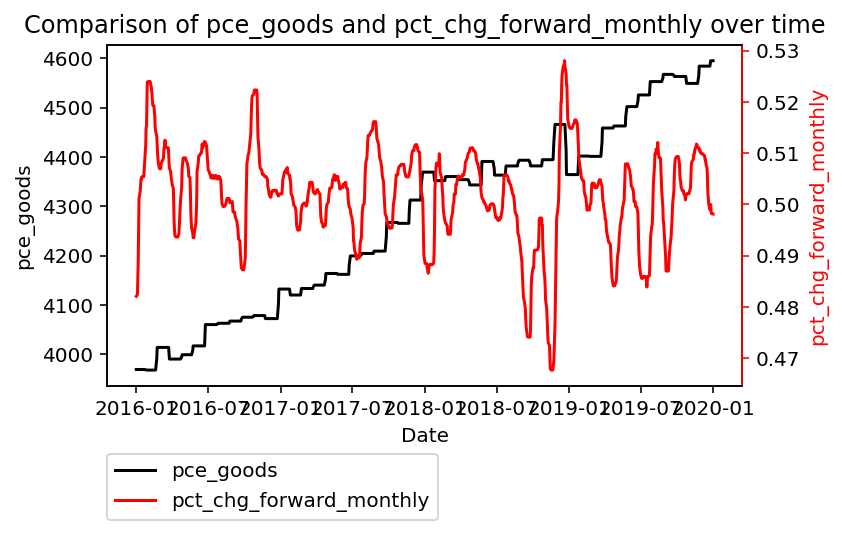 Comparison of pce_goods and pct_chg_forward_monthly over time
4600
4500
4400
4300
4200
4100
4000
pce_goods
0.53
0.52
0.51
0.50
0.49
0.48
0.47
pct_chg_forward_monthly
2016-01 2016-07 2017-01 2017-07 2018-01 2018-07 2019-01 2019-07 2020-01
Date
pce_goods
pct_chg_forward_monthly